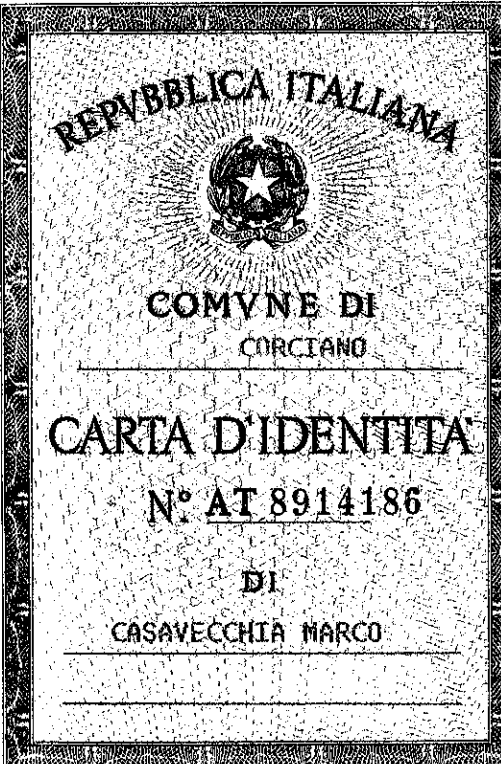 REPVBBLICA ITALIANA
COMVNE DI
CORCIANO
CARTA D'IDENTITA'
N° AT 8914186
DI
CASAVECCHIA MARCO